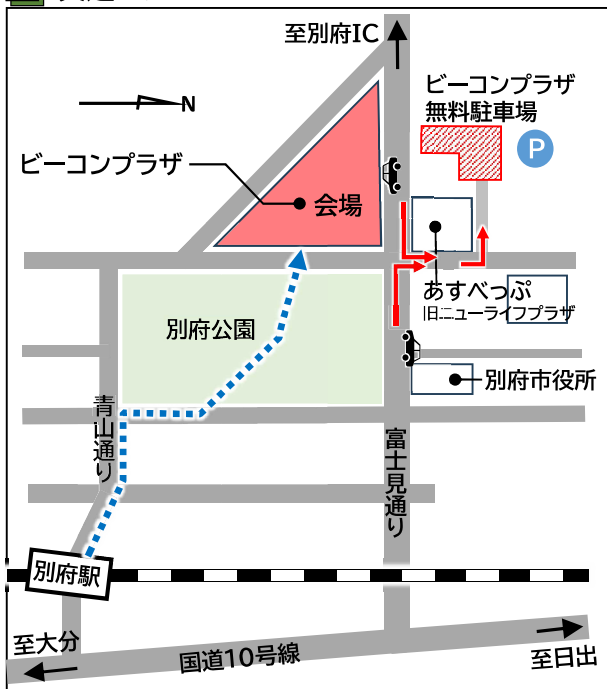 至別府IC
ビーコンプラザ
無料駐車場
P
N
ビーコンプラザ
会場
あすべっぷ
旧ニューライフプラザ
別府公園
別府市役所
青山通り
富士見通り
別府駅
至大分
国道10号線
至日出